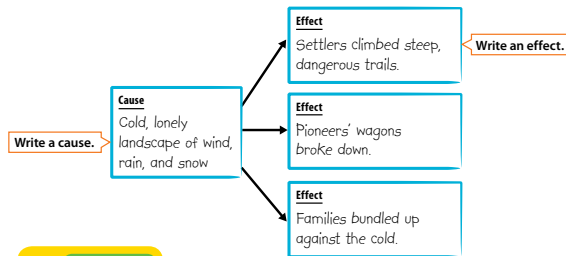 Write a cause.
Cause
Cold, lonely
landscape of wind,
rain, and snow
Effect
Settlers climbed steep,
dangerous trails.
Write an effect.
Effect
Pioneers' wagons
broke down.
Effect
Families bundled up
against the cold.